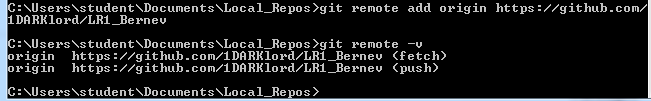 C:\Users\student\Documents\Local_Repos>git remote add origin https://github.com/
1DARKlord/LR1_Bernev
C:\Users\student\Documents\Local_Repos>git remote -v
origin  https://github.com/1DARKlord/LR1_Bernev (fetch)
origin  https://github.com/1DARKlord/LR1_Bernev (push)
C:\Users\student\Documents\Local_Repos>